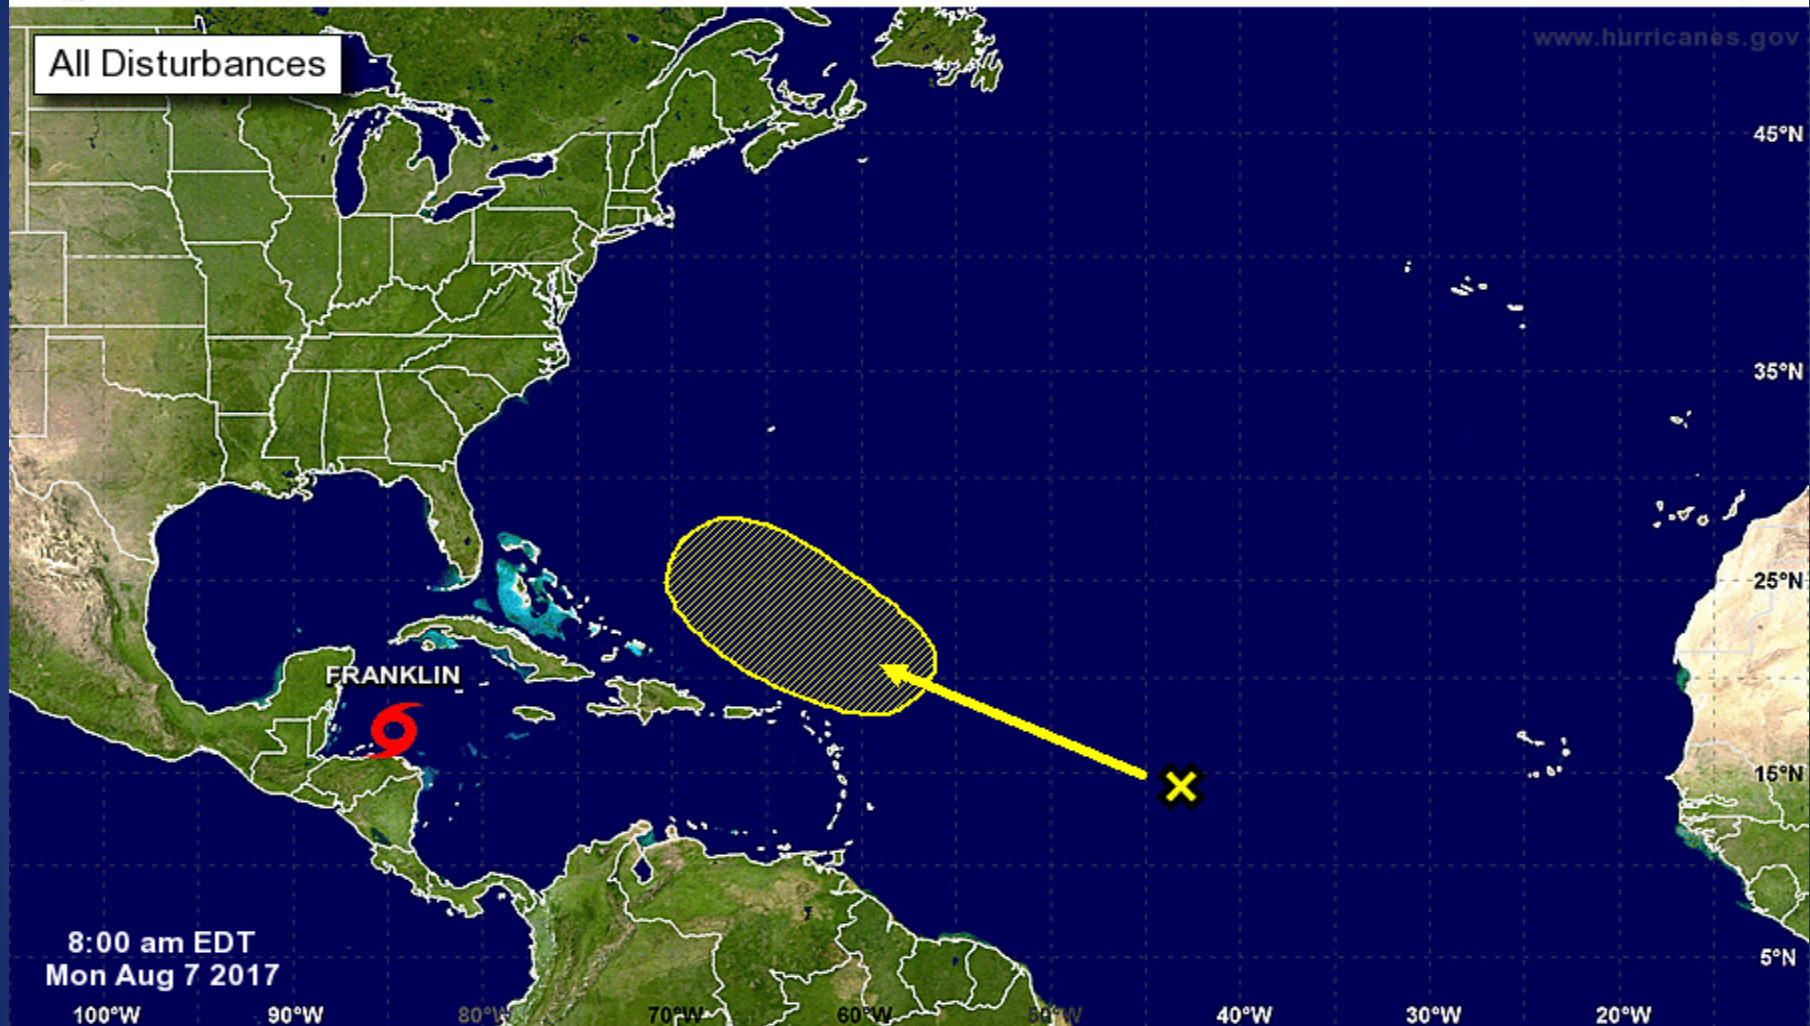 All Disturbances
www.hurricanes.gov
45°N
35°N
25°N
FRANKLIN
15°N
8:00 am EDT
Mon Aug 7 2017
5°N
100°W 90°W 80°W 70°W 60°W 50°W 40°W 30°W 20°W